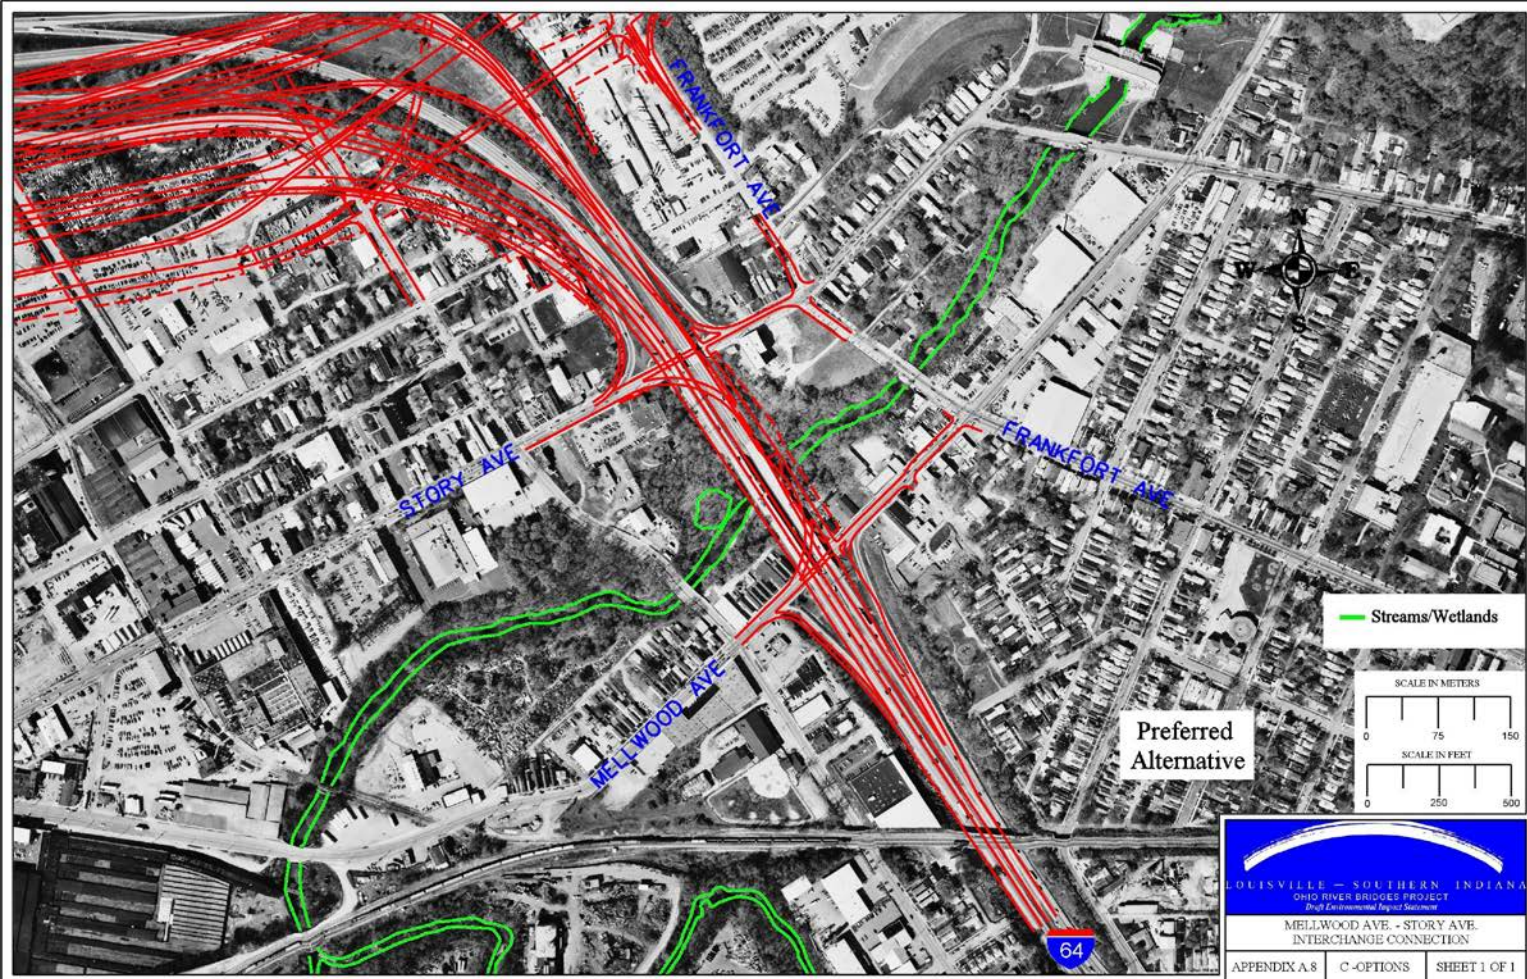 FRANKFORT AVE
N
W E
S
STORY AVE
FRANKFORT AVE
MELLWOOD AVE
Streams/Wetlands
SCALE IN METERS
0 75 150
SCALE IN FEET
0 250 500
Preferred
Alternative
64
LOUISVILLE — SOUTHERN INDIANA
OHIO RIVER BRIDGES PROJECT
Draft Environmental Impact Statement
MELLWOOD AVE. - STORY AVE.
INTERCHANGE CONNECTION
APPENDIX A.8 C -OPTIONS SHEET 1 OF 1